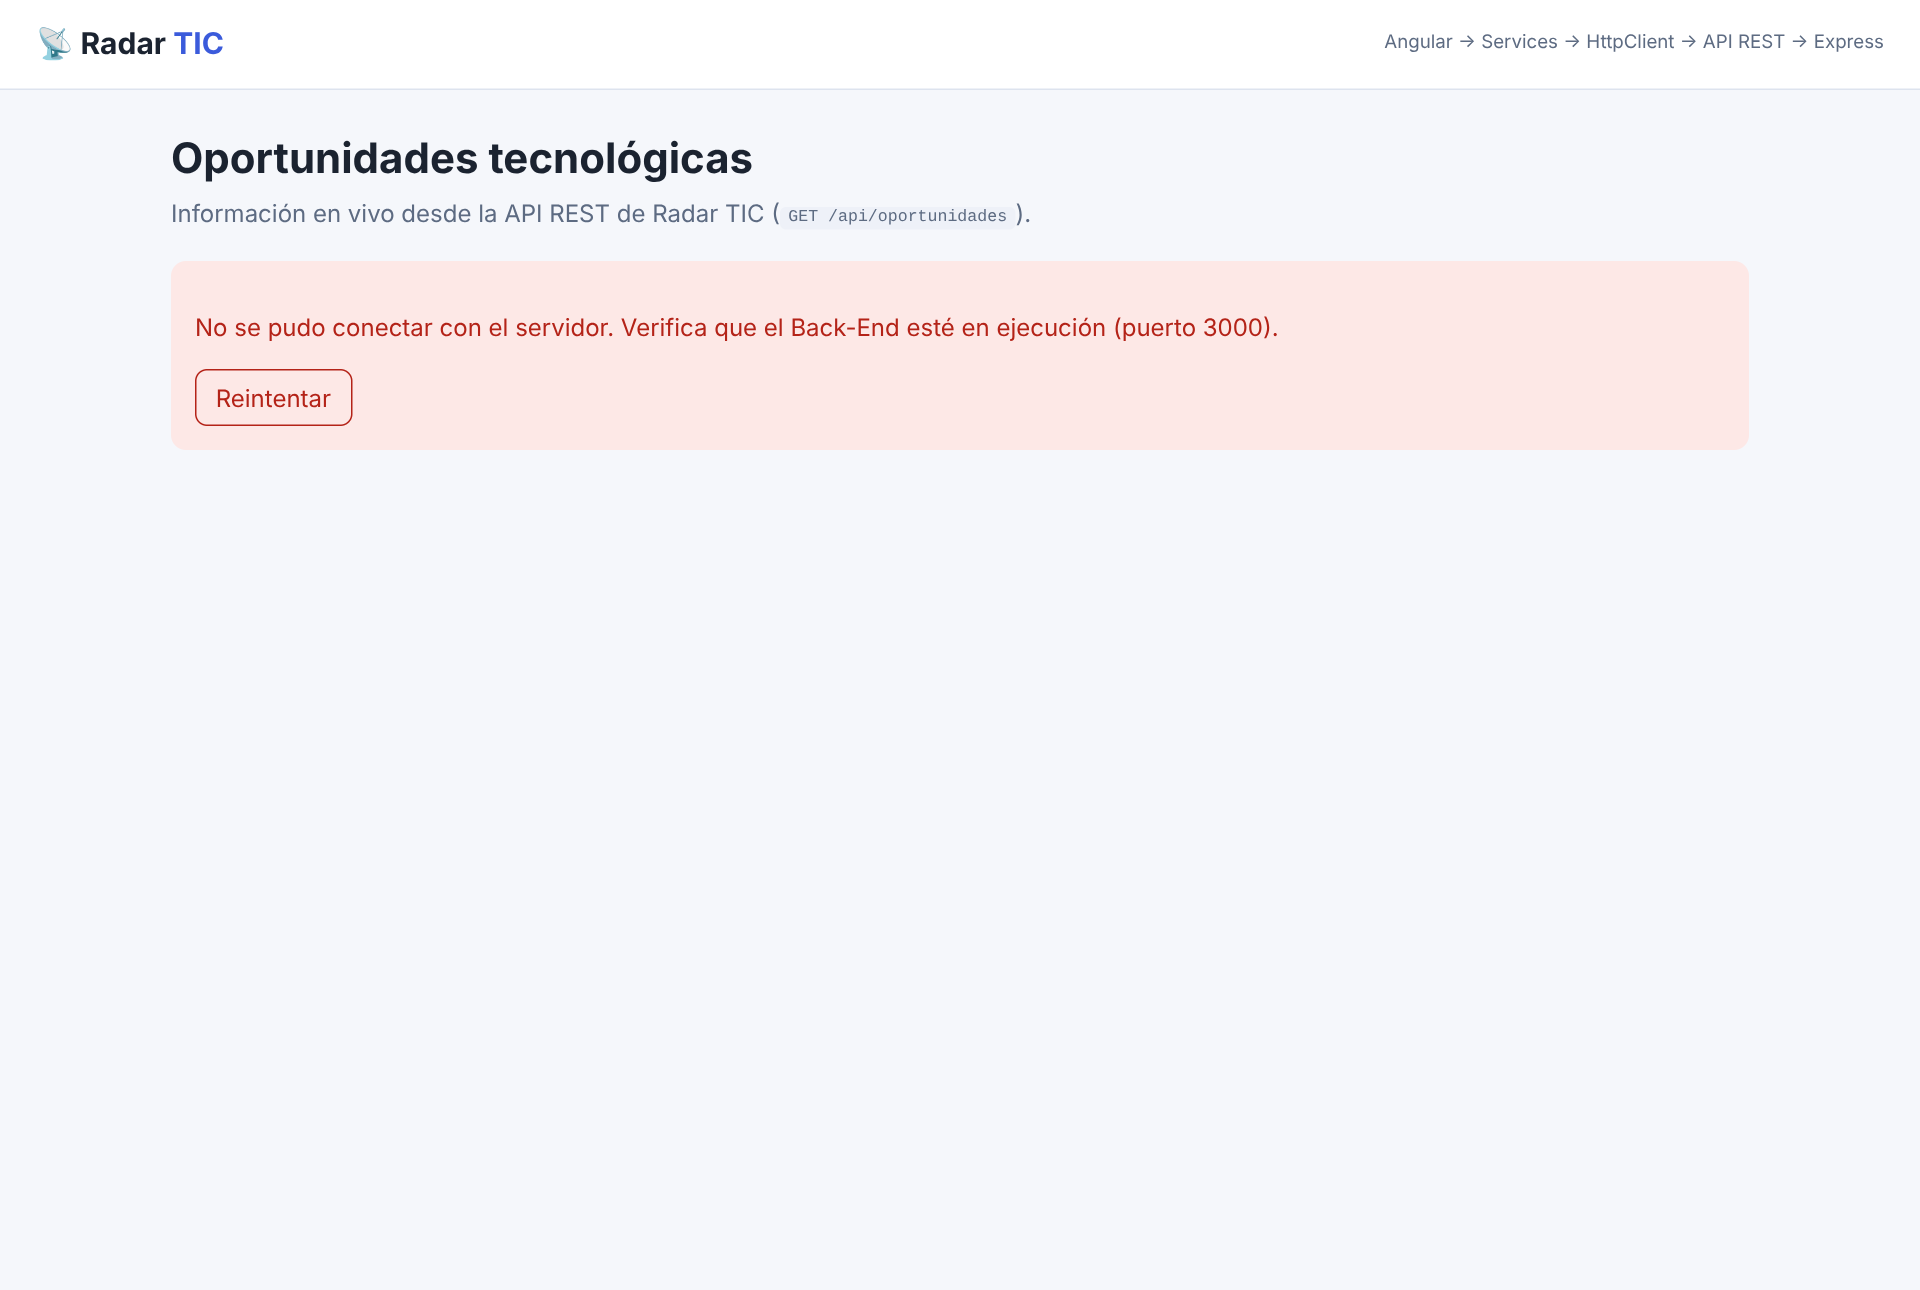 Radar TIC
Angular → Services → HttpClient → API REST → Express
Oportunidades tecnológicas
Información en vivo desde la API REST de Radar TIC ( GET /api/oportunidades ).
No se pudo conectar con el servidor. Verifica que el Back-End esté en ejecución (puerto 3000).
Reintentar